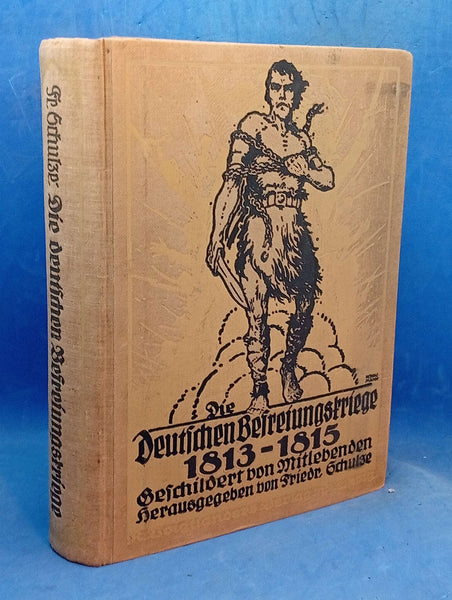 Fr. Schulze: Die deutschen Befreiungskriege
Die
Deutschen Befreiungskriege
1813-1815
Geschildert von Mitlebenden
Herausgegeben von Friedr. Schulze